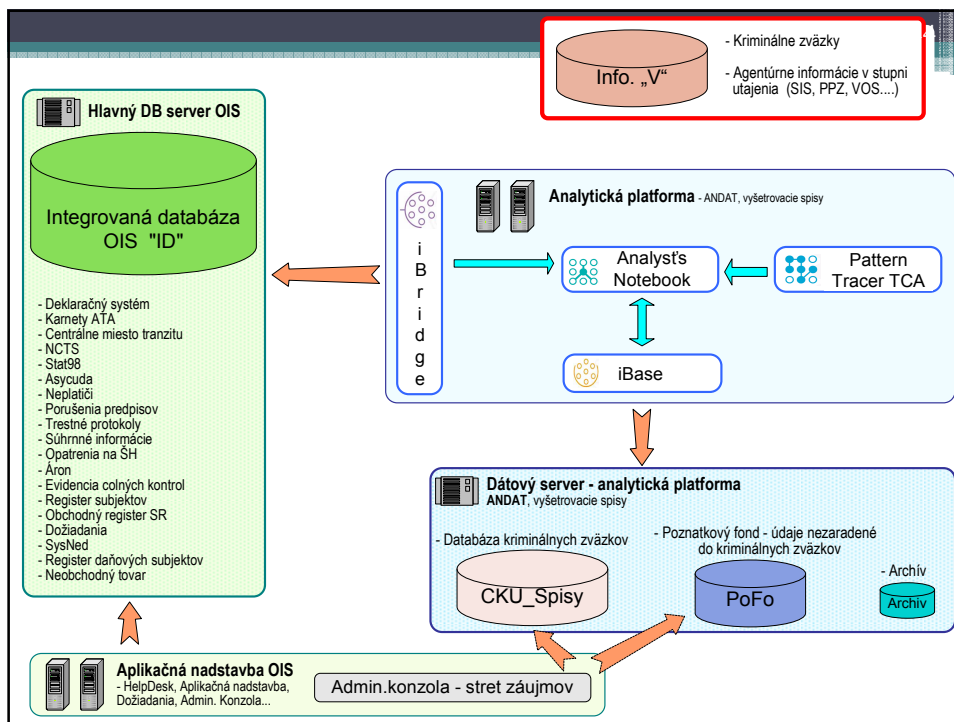 Info. „V“
- Kriminálne zväzky
- Agentúrne informácie v stupni
utajenia (SIS, PPZ, VOS....)
Hlavný DB server OIS
Integrovaná databáza
OIS "ID"
- Deklaračný systém
- Karnety ATA
- Centrálne miesto tranzitu
- NCTS
- Stat98
- Asycuda
- Neplatiči
- Porušenia predpisov
- Trestné protokoly
- Súhrnné informácie
- Opatrenia na ŠH
- Áron
- Evidencia colných kontrol
- Register subjektov
- Obchodný register SR
- Dožiadania
- SysNed
- Register daňových subjektov
- Neobchodný tovar
iBridge
Analytická platforma - ANDAT, vyšetrovacie spisy
Analyst's
Notebook
Pattern
Tracer TCA
iBase
Dátový server - analytická platforma
ANDAT, vyšetrovacie spisy
- Databáza kriminálnych zväzkov
CKU_Spisy
- Poznatkový fond - údaje nezaradené
do kriminálnych zväzkov
PoFo
- Archív
Archiv
Aplikačná nadstavba OIS
- HelpDesk, Aplikačná nadstavba,
Dožiadania, Admin. Konzola...
Admin.konzola - stret záujmov